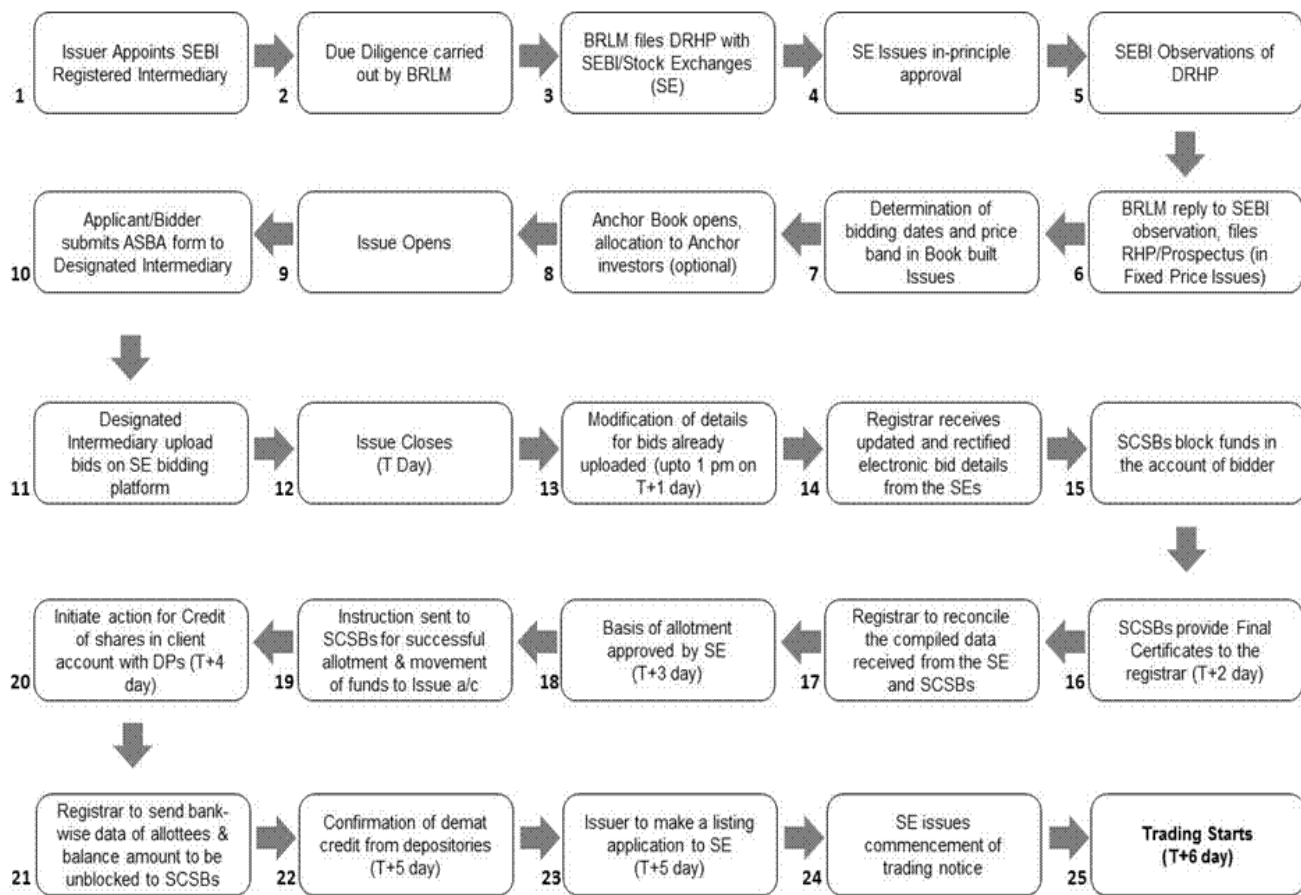 Issuer Appoints SEBI
Registered Intermediary
1
Due Diligence carried
out by BRLM
2
BRLM files DRHP with
SEBI/Stock Exchanges
(SE)
3
SE Issues in-principle
approval
4
SEBI Observations of
DRHP
5
BRLM reply to SEBI
observation, files
RHP/Prospectus (in
Fixed Price Issues)
6
Determination of
bidding dates and price
band in Book built
Issues
7
Anchor Book opens,
allocation to Anchor
investors (optional)
8
Issue Opens
9
Applicant/Bidder
submits ASBA form to
Designated Intermediary
10
Designated
Intermediary upload
bids on SE bidding
platform
11
Issue Closes
(T Day)
12
Modification of details
for bids already
uploaded (upto 1 pm on
T+1 day)
13
Registrar receives
updated and rectified
electronic bid details
from the SEs
14
SCSBs block funds in
the account of bidder
15
SCSBs provide Final
Certificates to the
registrar (T+2 day)
16
Registrar to reconcile
the compiled data
received from the SE
and SCSBs
17
Basis of allotment
approved by SE
(T+3 day)
18
Instruction sent to
SCSBs for successful
allotment & movement
of funds to Issue a/c
19
Initiate action for Credit
of shares in client
account with DPs (T+4
day)
20
Registrar to send bank-
wise data of allottees &
balance amount to be
unblocked to SCSBs
21
Confirmation of demat
credit from depositories
(T+5 day)
22
Issuer to make a listing
application to SE
(T+5 day)
23
SE issues
commencement of
trading notice
24
Trading Starts
(T+6 day)
25